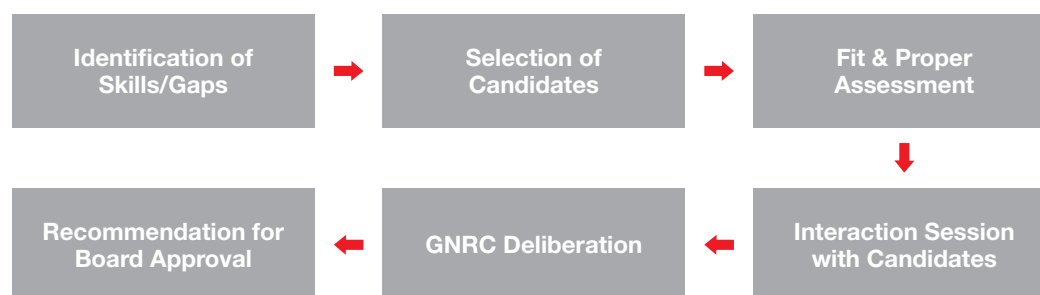 Identification of
Skills/Gaps
Selection of
Candidates
Fit & Proper
Assessment
Interaction Session
with Candidates
GNRC Deliberation
Recommendation for
Board Approval